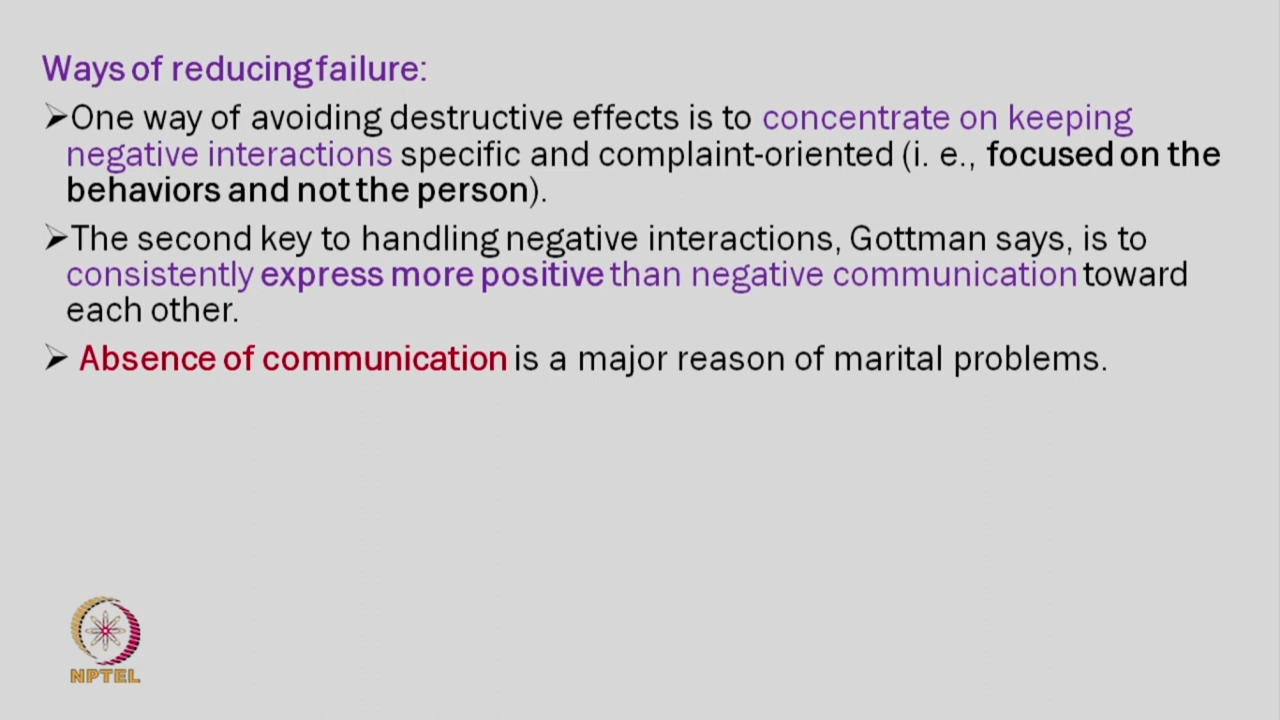 Ways of reducing failure:
➢One way of avoiding destructive effects is to concentrate on keeping
negative interactions specific and complaint-oriented (i. e., focused on the
behaviors and not the person).
➢The second key to handling negative interactions, Gottman says, is to
consistently express more positive than negative communication toward
each other.
➢ Absence of communication is a major reason of marital problems.
NPTEL